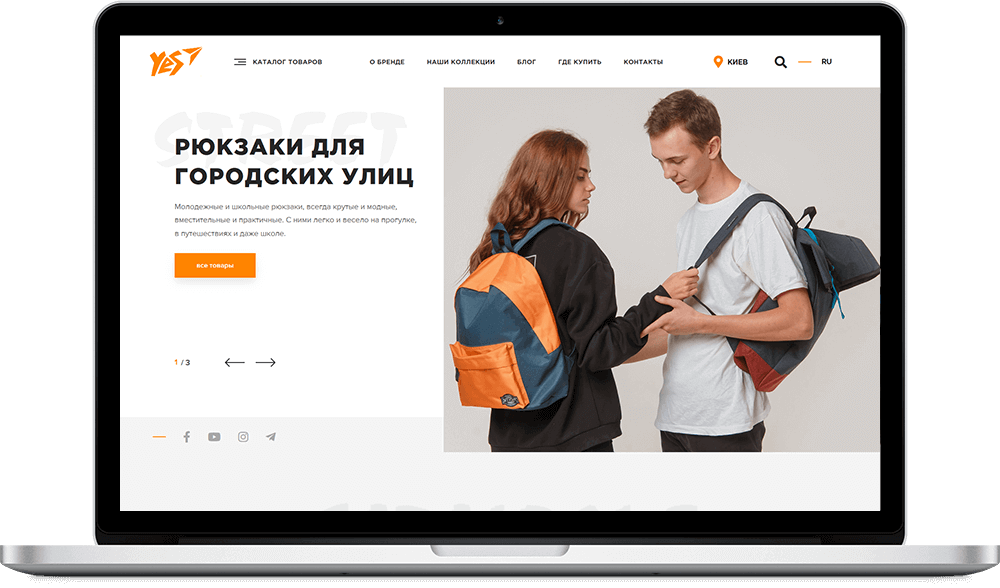 YES
КАТАЛОГ ТОВАРОВ
О БРЕНДЕ
НАШИ КОЛЛЕКЦИИ
БЛОГ
ГДЕ КУПИТЬ
КОНТАКТЫ
КИЕВ
RU
STREET
РЮКЗАКИ ДЛЯ
ГОРОДСКИХ УЛИЦ
Молодежные и школьные рюкзаки, всегда крутые и модные,
вместительные и практичные. С ними легко и весело на прогулке,
в путешествиях и даже школе.
все товары
1 / 3